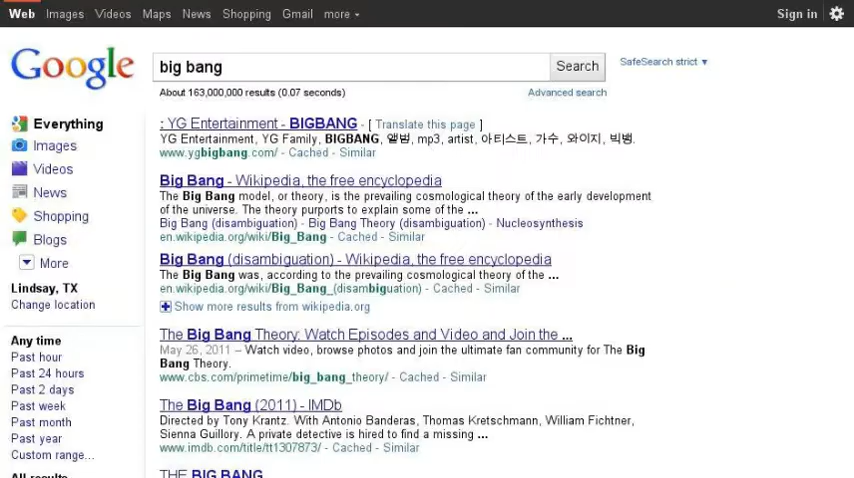 Web Images Videos Maps News Shopping Gmail more Sign in
Google
big bang Search SafeSearch strict ▼
About 163,000,000 results (0.07 seconds) Advanced search
Everything
Images
Videos
News
Shopping
Blogs
More
Lindsay, TX
Change location
Any time
Past hour
Past 24 hours
Past 2 days
Past week
Past month
Past year
Custom range...
All results
: YG Entertainment - BIGBANG - [ Translate this page ]
YG Entertainment, YG Family, BIGBANG, 앨범, mp3, artist, 아티스트, 가수, 와이지, 빅뱅.
www.ygbigbang.com/ - Cached - Similar
Big Bang - Wikipedia, the free encyclopedia
The Big Bang model, or theory, is the prevailing cosmological theory of the early development
of the universe. The theory purports to explain some of the ...
Big Bang (disambiguation) - Big Bang Theory (disambiguation) - Nucleosynthesis
en.wikipedia.org/wiki/Big_Bang - Cached - Similar
Big Bang (disambiguation) - Wikipedia, the free encyclopedia
The Big Bang was, according to the prevailing cosmological theory of the ...
en.wikipedia.org/wiki/Big_Bang_(disambiguation) - Cached - Similar
Show more results from wikipedia.org
The Big Bang Theory: Watch Episodes and Video and Join the ...
May 26, 2011 – Watch video, browse photos and join the ultimate fan community for The Big
Bang Theory.
www.cbs.com/primetime/big_bang_theory/ - Cached - Similar
The Big Bang (2011) - IMDb
Directed by Tony Krantz. With Antonio Banderas, Thomas Kretschmann, William Fichtner,
Sienna Guillory. A private detective is hired to find a missing ...
www.imdb.com/title/tt1307873/ - Cached - Similar
THE BIG BANG